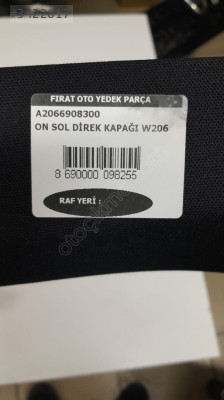 FIRAT OTO YEDEK PARÇA
A2066908300
ON SOL DİREK KAPAĞI W206
8 690000 098255
RAF YERİ :